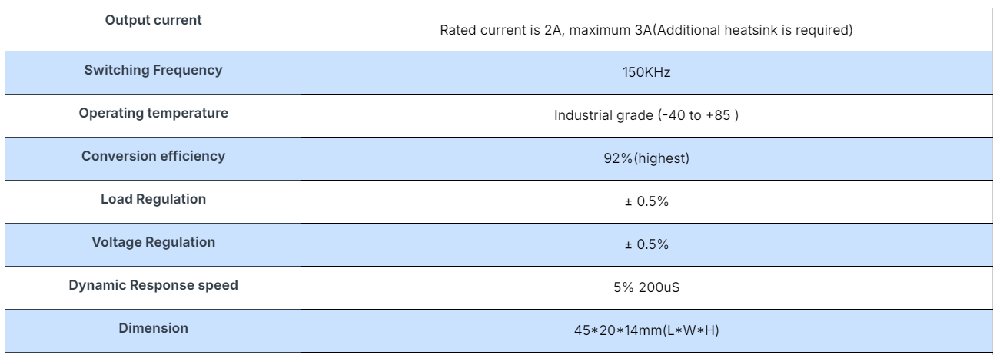 Output current
Rated current is 2A, maximum 3A(Additional heatsink is required)
Switching Frequency
150KHz
Operating temperature
Industrial grade (-40 to +85 )
Conversion efficiency
92%(highest)
Load Regulation
± 0.5%
Voltage Regulation
± 0.5%
Dynamic Response speed
5% 200uS
Dimension
45*20*14mm(L*W*H)